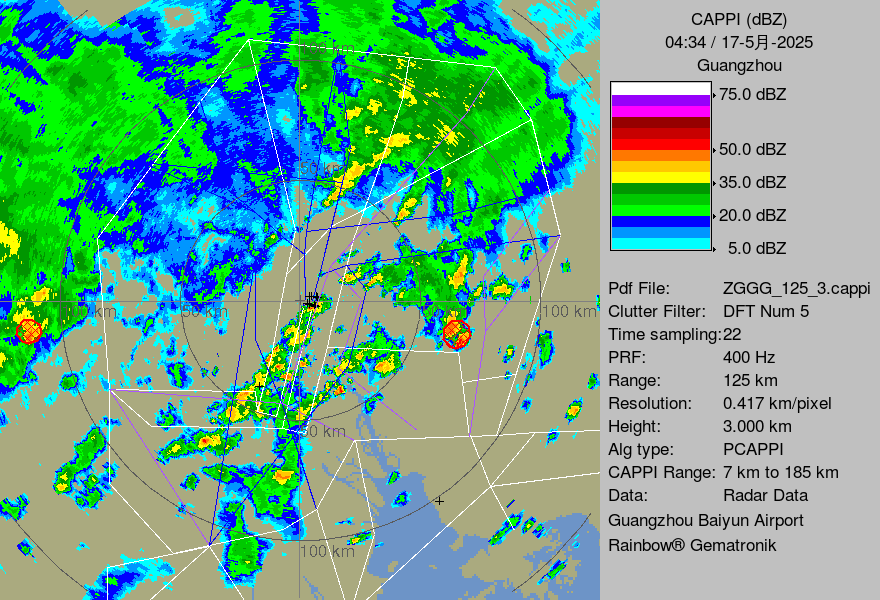 CAPPI (dBZ)
04:34 / 17-5月-2025
Guangzhou
75.0 dBZ
50.0 dBZ
35.0 dBZ
20.0 dBZ
5.0 dBZ
Pdf File: ZGGG_125_3.cappi
Clutter Filter: DFT Num 5
Time sampling:22
PRF: 400 Hz
Range: 125 km
Resolution: 0.417 km/pixel
Height: 3.000 km
Alg type: PCAPPI
CAPPI Range: 7 km to 185 km
Data: Radar Data
Guangzhou Baiyun Airport
Rainbow® Gematronik
100 km
50 km
100 km
50 km
100 km
50 km
100 km